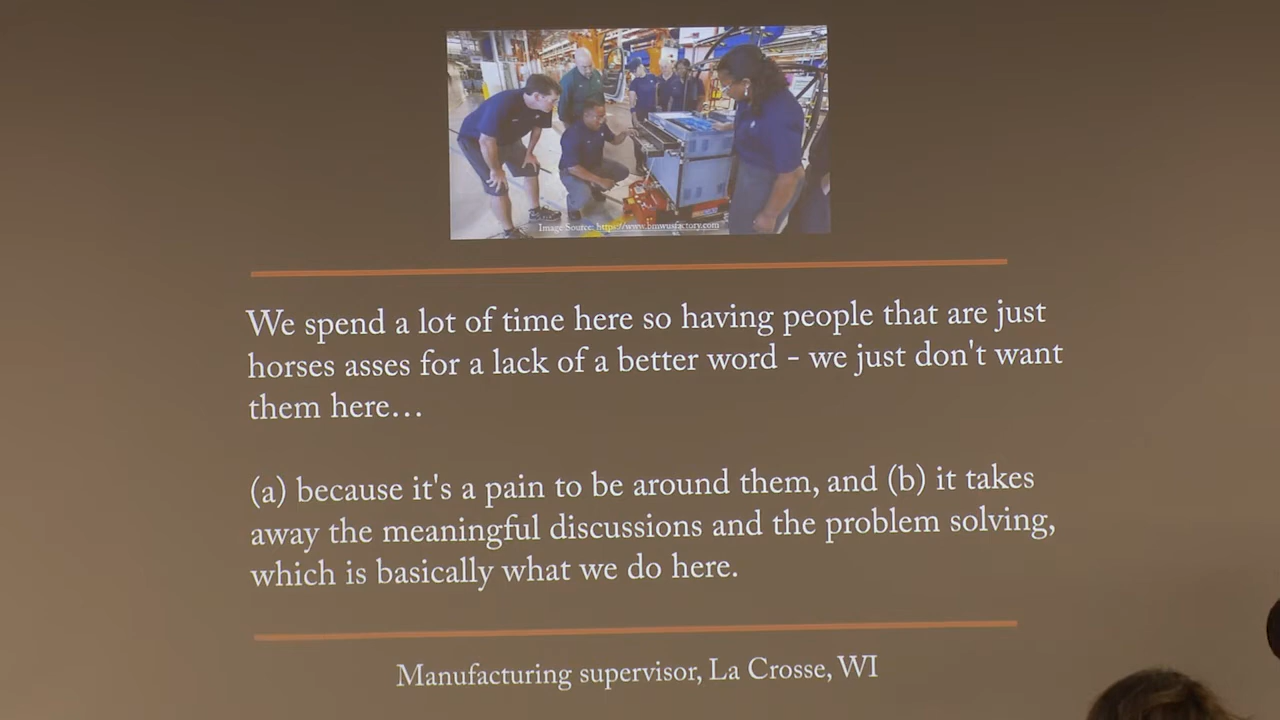 Image Source: https://www.bmwusfactory.com
We spend a lot of time here so having people that are just
horses asses for a lack of a better word - we just don't want
them here...
(a) because it's a pain to be around them, and (b) it takes
away the meaningful discussions and the problem solving,
which is basically what we do here.
Manufacturing supervisor, La Crosse, WI